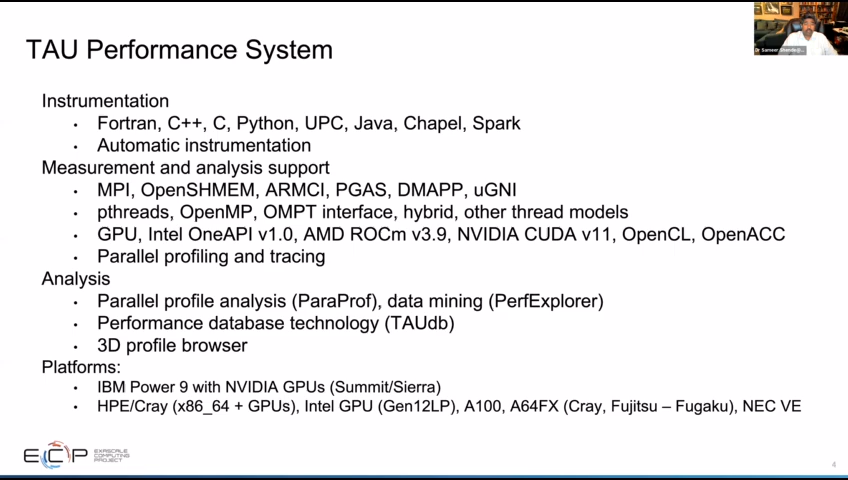 TAU Performance System
Dr Sameer Shende
Instrumentation
• Fortran, C++, C, Python, UPC, Java, Chapel, Spark
• Automatic instrumentation
Measurement and analysis support
• MPI, OpenSHMEM, ARMCI, PGAS, DMAPP, uGNI
• pthreads, OpenMP, OMPT interface, hybrid, other thread models
• GPU, Intel OneAPI v1.0, AMD ROCm v3.9, NVIDIA CUDA v11, OpenCL, OpenACC
• Parallel profiling and tracing
Analysis
• Parallel profile analysis (ParaProf), data mining (PerfExplorer)
• Performance database technology (TAUdb)
• 3D profile browser
Platforms:
• IBM Power 9 with NVIDIA GPUs (Summit/Sierra)
• HPE/Cray (x86_64 + GPUs), Intel GPU (Gen12LP), A100, A64FX (Cray, Fujitsu – Fugaku), NEC VE
ECP
EXASCALE
COMPUTING
PROJECT
4